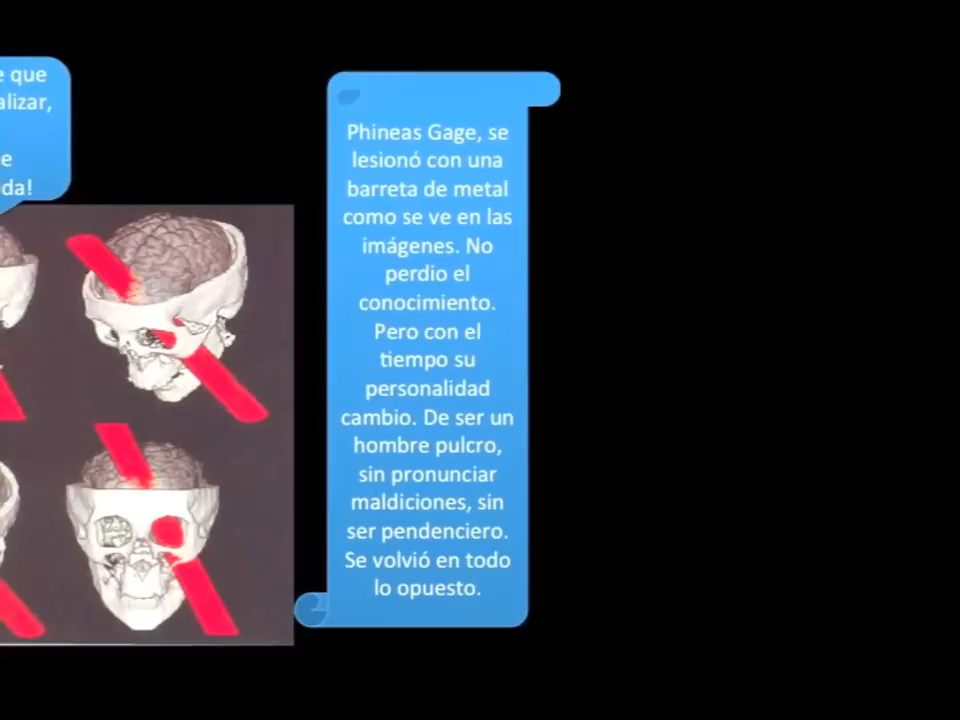 que
alizar,
e
da!
Phineas Gage, se
lesionó con una
barreta de metal
como se ve en las
imágenes. No
perdio el
conocimiento.
Pero con el
tiempo su
personalidad
cambio. De ser un
hombre pulcro,
sin pronunciar
maldiciones, sin
ser pendenciero.
Se volvió en todo
lo opuesto.